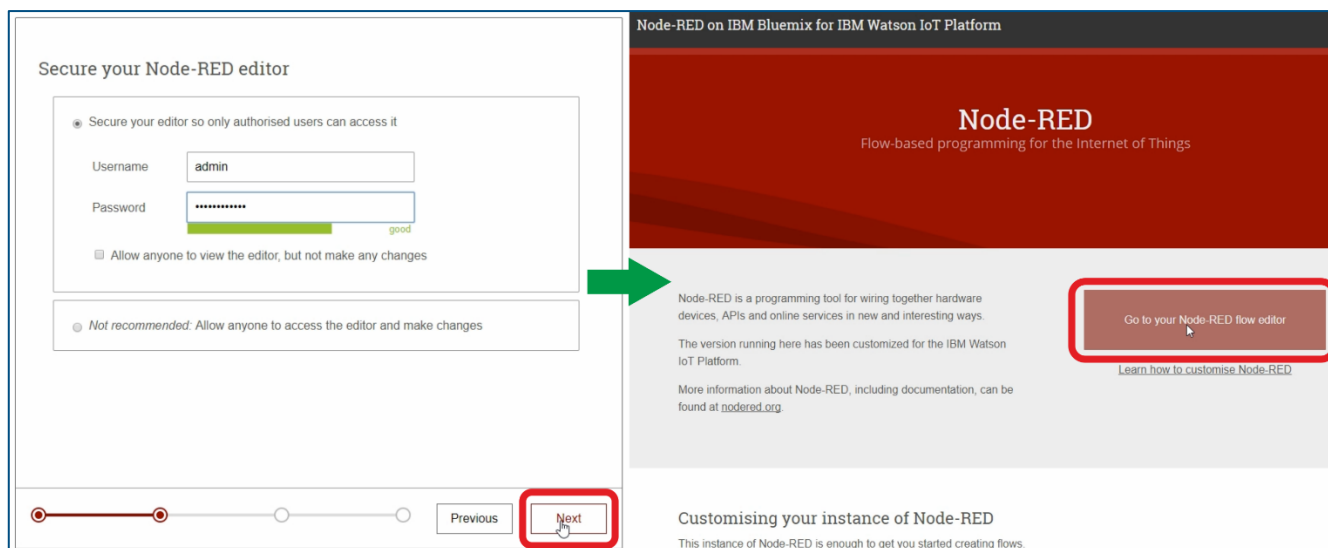 Secure your Node-RED editor
Secure your editor so only authorised users can access it
Username
admin
Password
••••••••••••
good
Allow anyone to view the editor, but not make any changes
Not recommended: Allow anyone to access the editor and make changes
Previous
Next
Node-RED on IBM Bluemix for IBM Watson IoT Platform
Node-RED
Flow-based programming for the Internet of Things
Node-RED is a programming tool for wiring together hardware
devices, APIs and online services in new and interesting ways.
The version running here has been customized for the IBM Watson
IoT Platform.
More information about Node-RED, including documentation, can be
found at nodered.org.
Go to your Node-RED flow editor
Learn how to customise Node-RED
Customising your instance of Node-RED
This instance of Node-RED is enough to get you started creating flows.